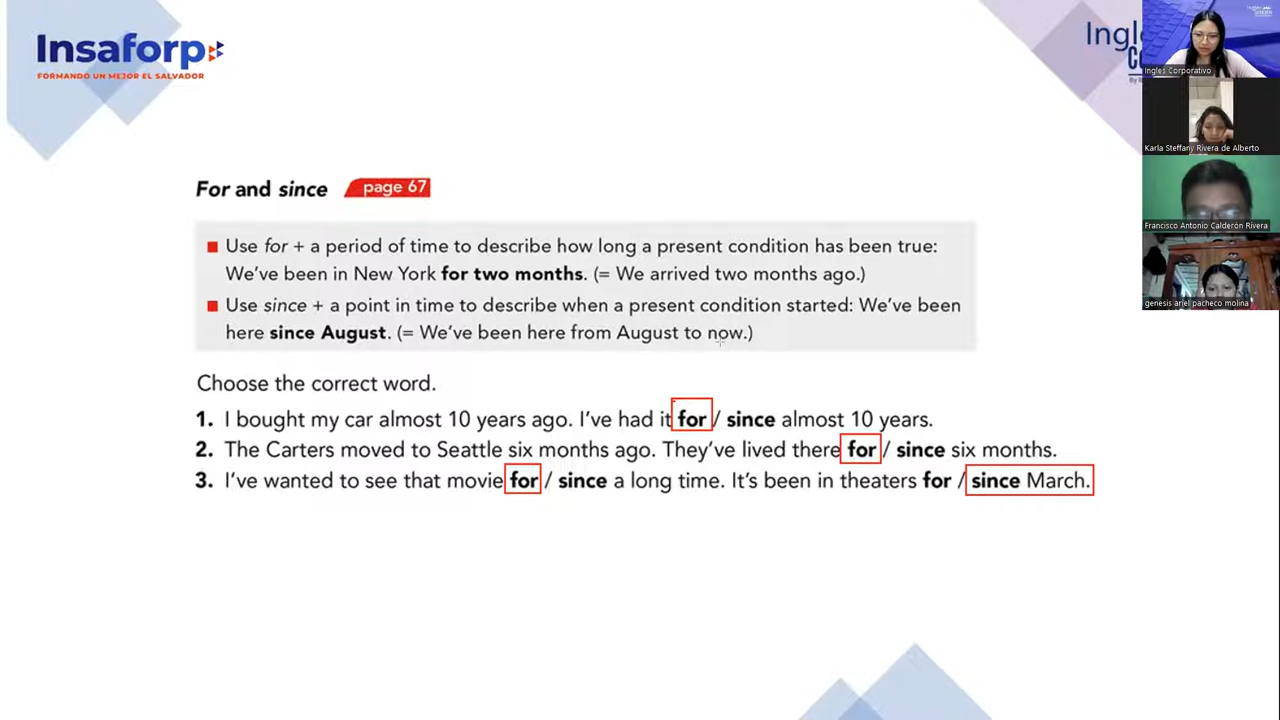 Insaforp
FORMANDO UN MEJOR EL SALVADOR
Ingl
For and since page 67
Use for + a period of time to describe how long a present condition has been true:
We've been in New York for two months. (= We arrived two months ago.)
Use since + a point in time to describe when a present condition started: We've been
here since August. (= We've been here from August to now.)
Choose the correct word.
1. I bought my car almost 10 years ago. I've had it for / since almost 10 years.
2. The Carters moved to Seattle six months ago. They've lived there for / since six months.
3. I've wanted to see that movie for / since a long time. It's been in theaters for / since March.
Ingles Corporativo
Karla Steffany Rivera de Alberto
Francisco Antonio Calderón Rivera
genesis ariel pacheco molina